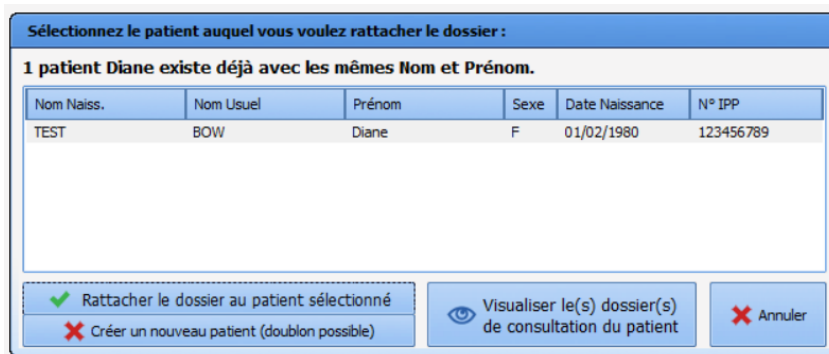 Sélectionnez le patient auquel vous voulez rattacher le dossier :
1 patient Diane existe déjà avec les mêmes Nom et Prénom.
Nom Naiss. Nom Usuel Prénom Sexe Date Naissance N° IPP
TEST BOW Diane F 01/02/1980 123456789
Rattacher le dossier au patient sélectionné
Créer un nouveau patient (doublon possible)
Visualiser le(s) dossier(s)
de consultation du patient
Annuler